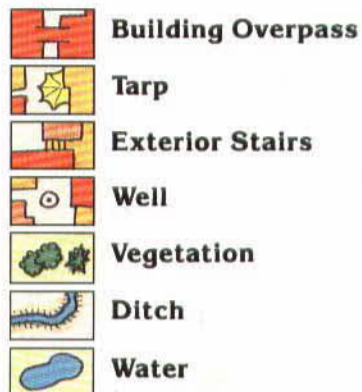 Building Overpass
Tarp
Exterior Stairs
Well
Vegetation
Ditch
Water